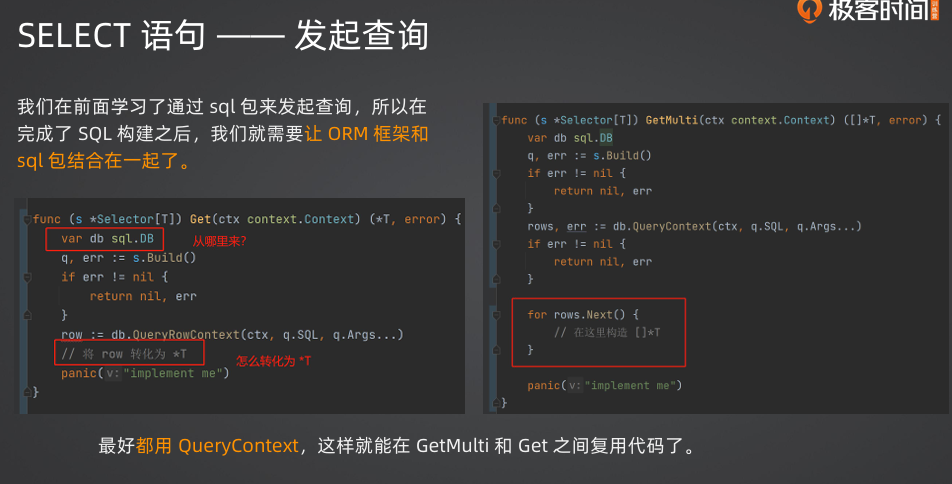 SELECT 语句 —— 发起查询
极客时间
训练营
我们在前面学习了通过 sql 包来发起查询，所以在
完成了 SQL 构建之后，我们就需要让 ORM 框架和
sql 包结合在一起了。
func (s *Selector[T]) Get(ctx context.Context) (*T, error) {
var db sql.DB
从哪里来?
q, err := s.Build()
if err != nil {
return nil, err
}
row := db.QueryRowContext(ctx, q.SQL, q.Args...)
// 将 row 转化为 *T
怎么转化为 *T
panic( v: "implement me")
}
func (s *Selector[T]) GetMulti(ctx context.Context) ([]*T, error) {
var db sql.DB
q, err := s.Build()
if err != nil {
return nil, err
}
rows, err := db.QueryContext(ctx, q.SQL, q.Args...)
if err != nil {
return nil, err
}
for rows.Next() {
// 在这里构造 []*T
}
panic( v: "implement me")
}
最好都用 QueryContext，这样就能在 GetMulti 和 Get 之间复用代码了。